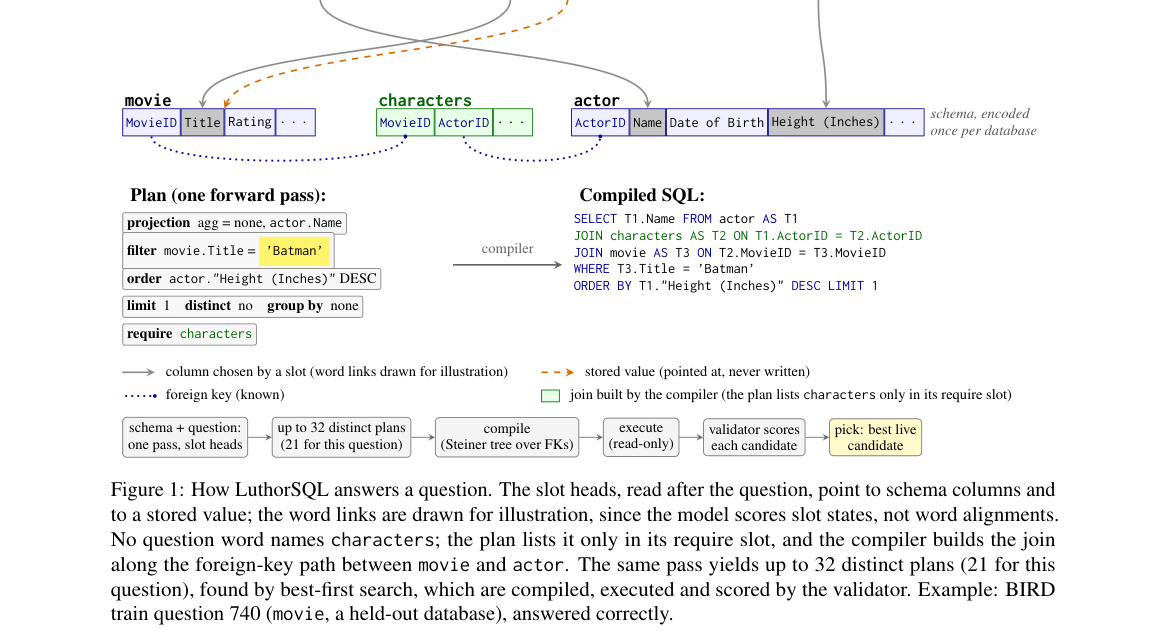 movie
characters
actor
MovieID Title Rating ···
MovieID ActorID ···
ActorID Name Date of Birth Height (Inches) ···
schema, encoded
once per database
Plan (one forward pass):
projection agg = none, actor.Name
filter movie.Title = 'Batman'
order actor."Height (Inches)" DESC
limit 1 distinct no group by none
require characters
compiler
Compiled SQL:
SELECT T1.Name FROM actor AS T1
JOIN characters AS T2 ON T1.ActorID = T2.ActorID
JOIN movie AS T3 ON T2.MovieID = T3.MovieID
WHERE T3.Title = 'Batman'
ORDER BY T1."Height (Inches)" DESC LIMIT 1
column chosen by a slot (word links drawn for illustration)
stored value (pointed at, never written)
foreign key (known)
join built by the compiler (the plan lists characters only in its require slot)
schema + question:
one pass, slot heads
up to 32 distinct plans
(21 for this question)
compile
(Steiner tree over FKs)
execute
(read-only)
validator scores
each candidate
pick: best live
candidate
Figure 1: How LuthorSQL answers a question. The slot heads, read after the question, point to schema columns and
to a stored value; the word links are drawn for illustration, since the model scores slot states, not word alignments.
No question word names characters; the plan lists it only in its require slot, and the compiler builds the join
along the foreign-key path between movie and actor. The same pass yields up to 32 distinct plans (21 for this
question), found by best-first search, which are compiled, executed and scored by the validator. Example: BIRD
train question 740 (movie, a held-out database), answered correctly.